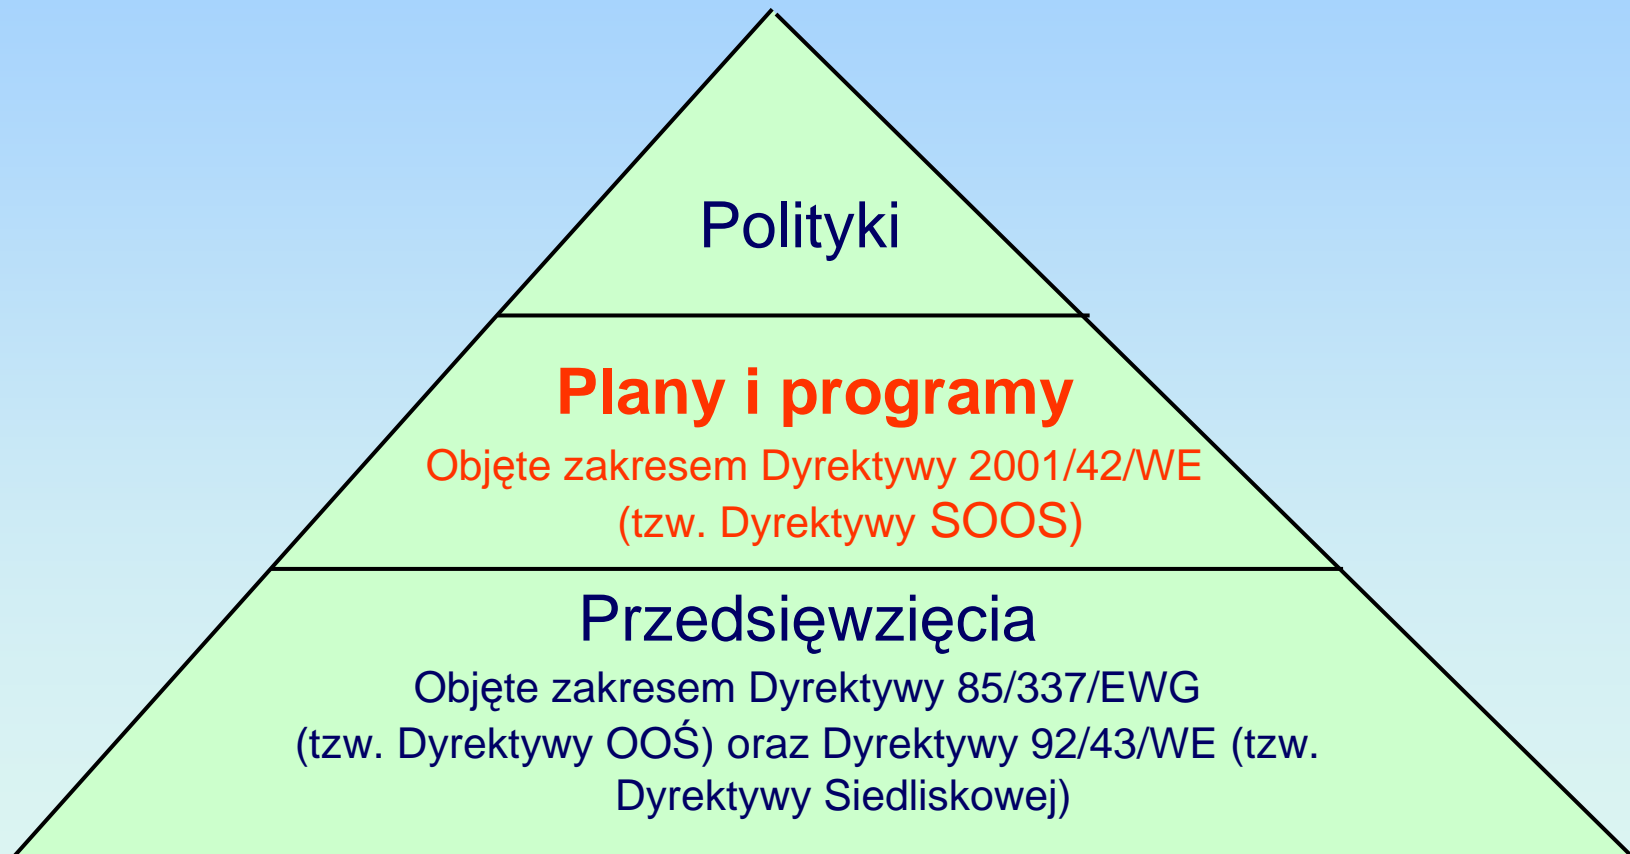 Polityki
Plany i programy
Objęte zakresem Dyrektywy 2001/42/WE
(tzw. Dyrektywy SOOS)
Przedsięwzięcia
Objęte zakresem Dyrektywy 85/337/EWG
(tzw. Dyrektywy OOŚ) oraz Dyrektywy 92/43/WE (tzw.
Dyrektywy Siedliskowej)